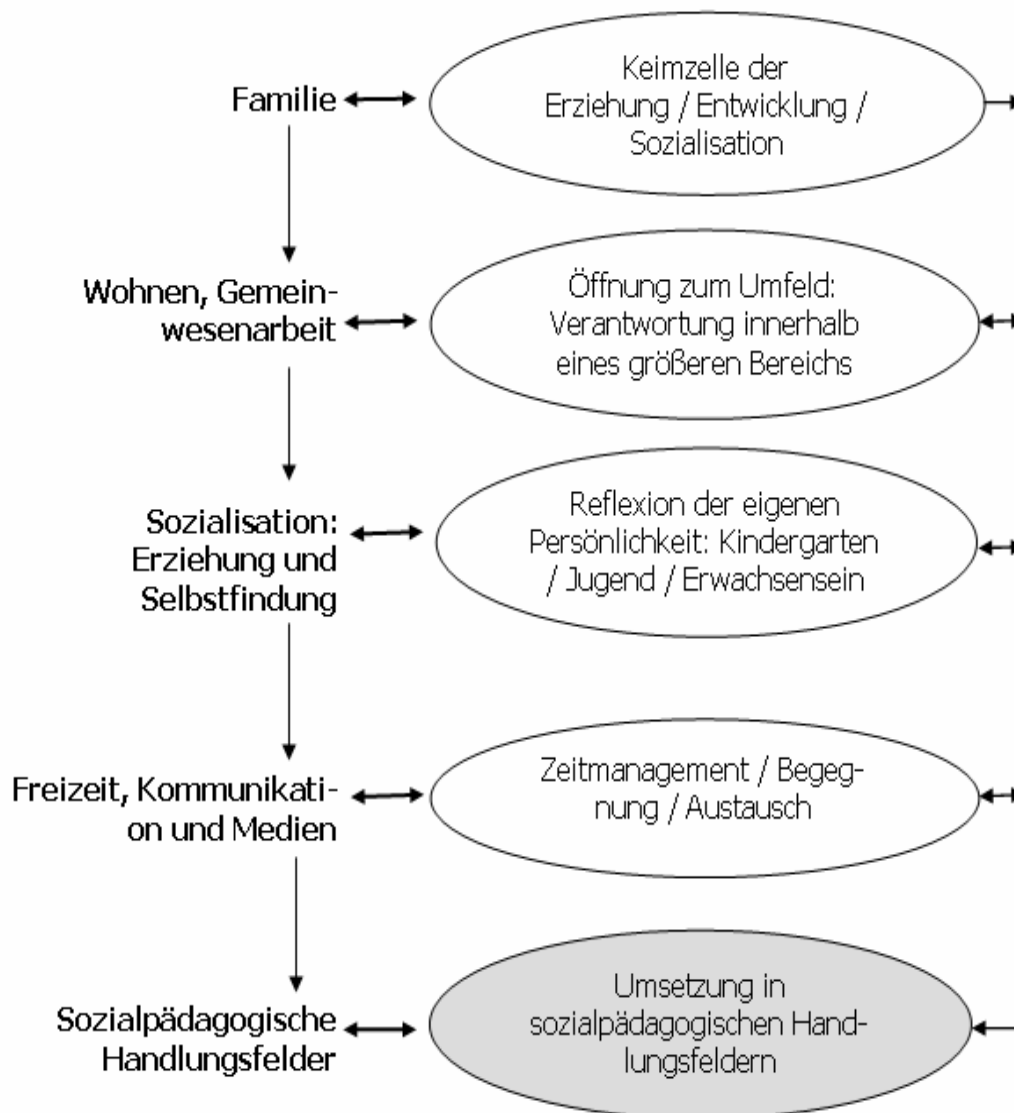 Familie
Keimzelle der
Erziehung / Entwicklung /
Sozialisation
Wohnen, Gemein-
wesenarbeit
Öffnung zum Umfeld:
Verantwortung innerhalb
eines größeren Bereichs
Sozialisation:
Erziehung und
Selbstfindung
Reflexion der eigenen
Persönlichkeit: Kindergarten
/ Jugend / Erwachsensein
Freizeit, Kommunikati-
on und Medien
Zeitmanagement / Begeg-
nung / Austausch
Sozialpädagogische
Handlungsfelder
Umsetzung in
sozialpädagogischen Hand-
lungsfeldern